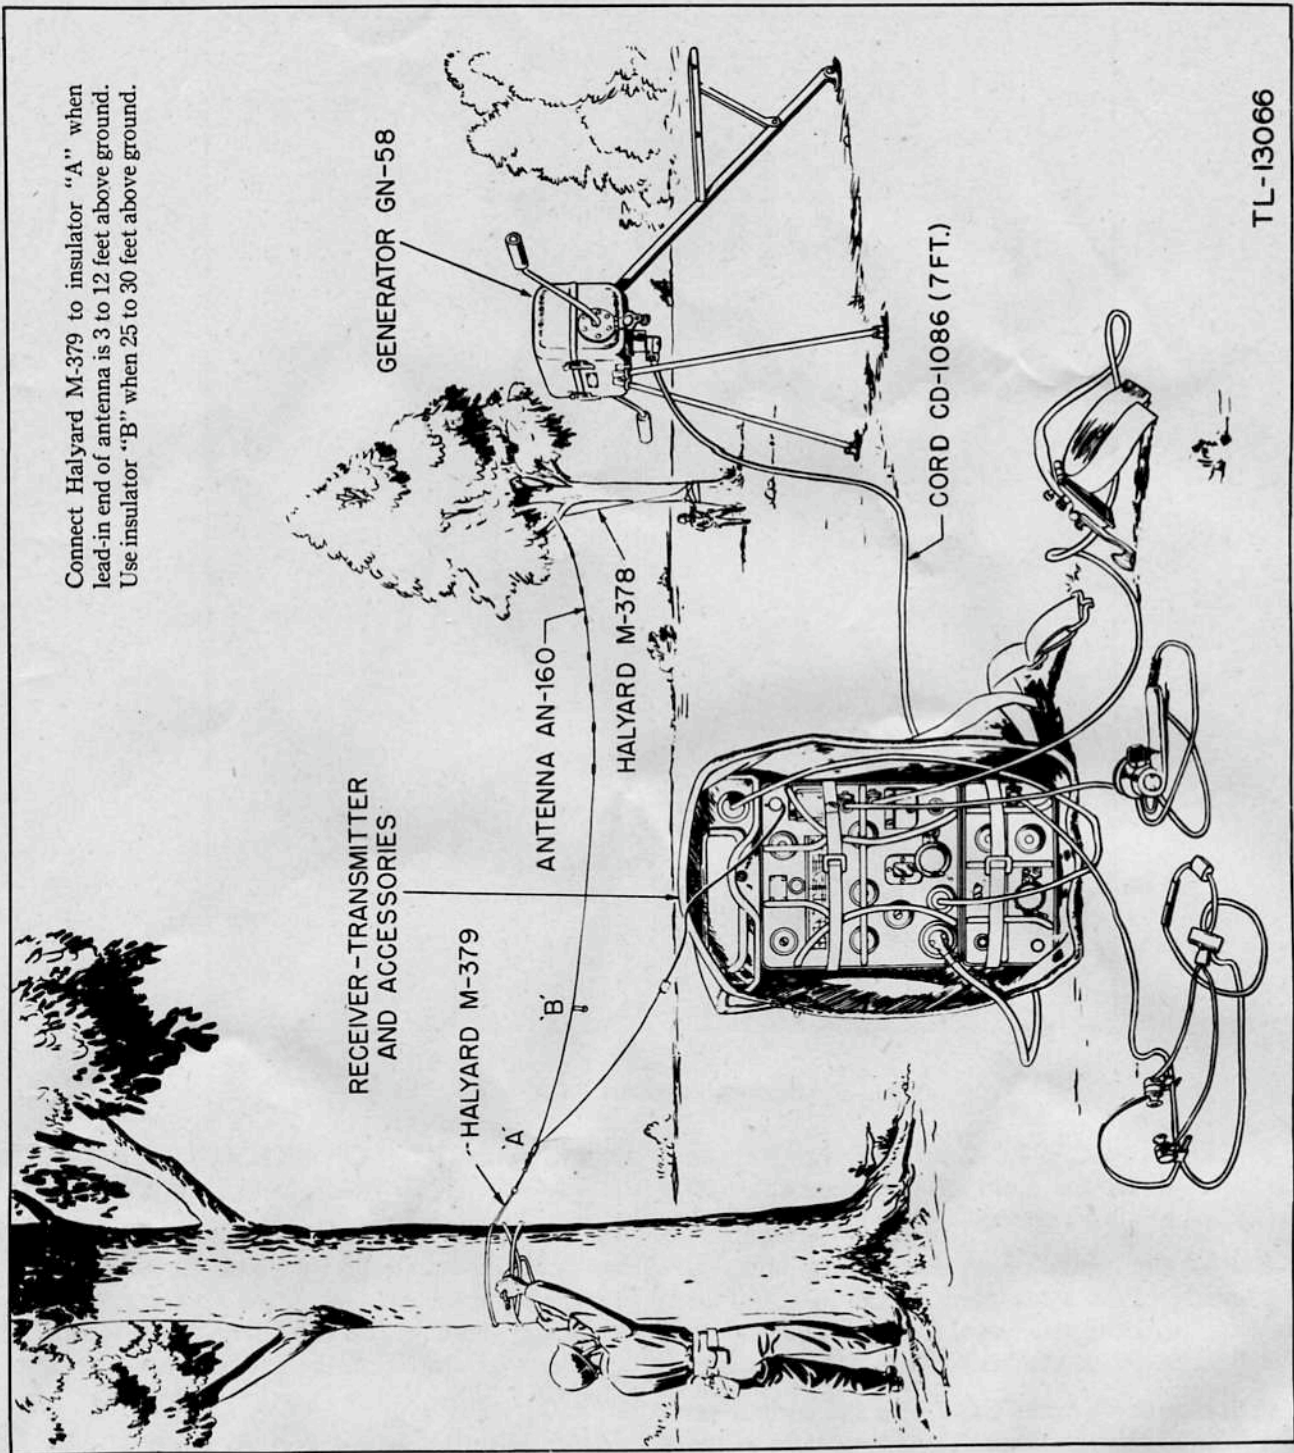 Connect Halyard M-379 to insulator "A" when
lead-in end of antenna is 3 to 12 feet above ground.
Use insulator "B" when 25 to 30 feet above ground.
RECEIVER-TRANSMITTER
AND ACCESSORIES
GENERATOR GN-58
HALYARD M-379
ANTENNA AN-160
'A'
'B'
HALYARD M-378
CORD CD-1086 (7FT.)
TL-13066